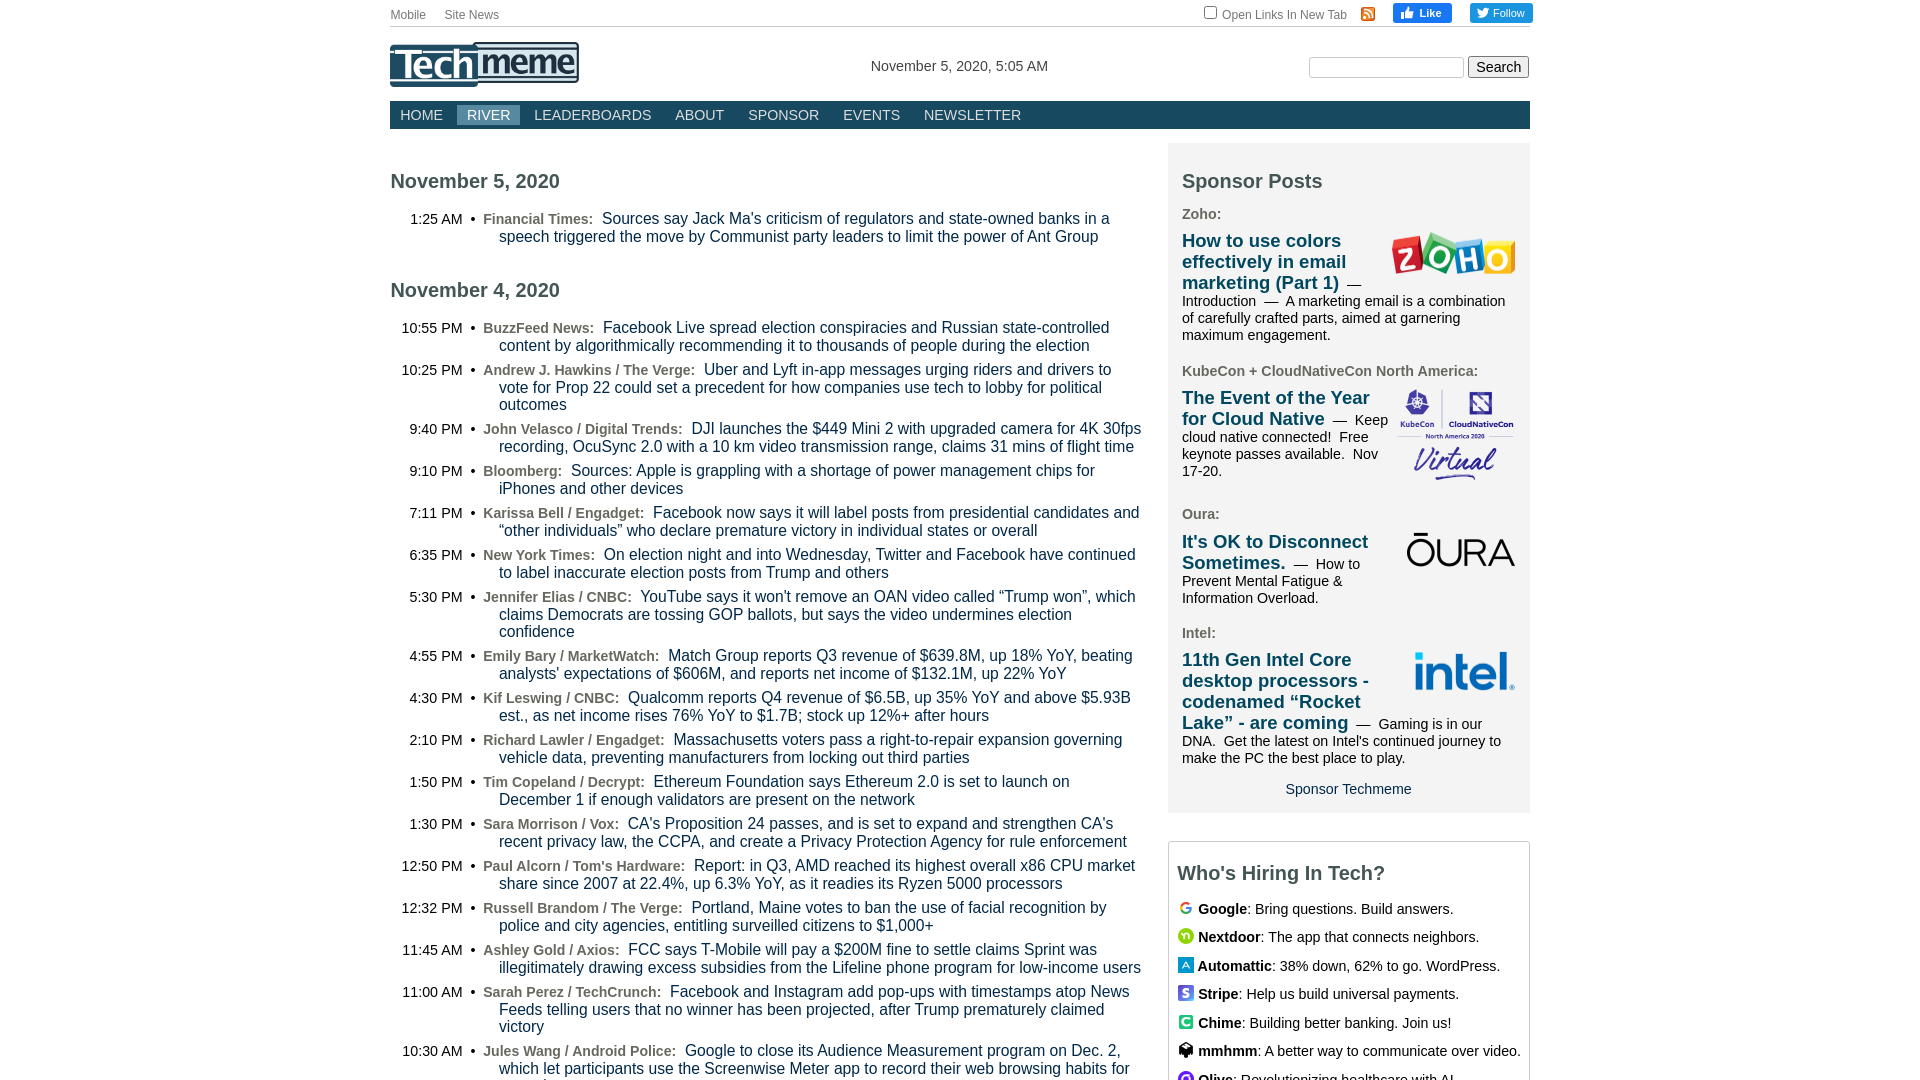 Mobile Site News Open Links In New Tab Like Follow
Techmeme November 5, 2020, 5:05 AM Search
HOME RIVER LEADERBOARDS ABOUT SPONSOR EVENTS NEWSLETTER
November 5, 2020
1:25 AM • Financial Times: Sources say Jack Ma's criticism of regulators and state-owned banks in a
speech triggered the move by Communist party leaders to limit the power of Ant Group
November 4, 2020
10:55 PM • BuzzFeed News: Facebook Live spread election conspiracies and Russian state-controlled
content by algorithmically recommending it to thousands of people during the election
10:25 PM • Andrew J. Hawkins / The Verge: Uber and Lyft in-app messages urging riders and drivers to
vote for Prop 22 could set a precedent for how companies use tech to lobby for political
outcomes
9:40 PM • John Velasco / Digital Trends: DJI launches the $449 Mini 2 with upgraded camera for 4K 30fps
recording, OcuSync 2.0 with a 10 km video transmission range, claims 31 mins of flight time
9:10 PM • Bloomberg: Sources: Apple is grappling with a shortage of power management chips for
iPhones and other devices
7:11 PM • Karissa Bell / Engadget: Facebook now says it will label posts from presidential candidates and
“other individuals” who declare premature victory in individual states or overall
6:35 PM • New York Times: On election night and into Wednesday, Twitter and Facebook have continued
to label inaccurate election posts from Trump and others
5:30 PM • Jennifer Elias / CNBC: YouTube says it won't remove an OAN video called “Trump won”, which
claims Democrats are tossing GOP ballots, but says the video undermines election
confidence
4:55 PM • Emily Bary / MarketWatch: Match Group reports Q3 revenue of $639.8M, up 18% YoY, beating
analysts' expectations of $606M, and reports net income of $132.1M, up 22% YoY
4:30 PM • Kif Leswing / CNBC: Qualcomm reports Q4 revenue of $6.5B, up 35% YoY and above $5.93B
est., as net income rises 76% YoY to $1.7B; stock up 12%+ after hours
2:10 PM • Richard Lawler / Engadget: Massachusetts voters pass a right-to-repair expansion governing
vehicle data, preventing manufacturers from locking out third parties
1:50 PM • Tim Copeland / Decrypt: Ethereum Foundation says Ethereum 2.0 is set to launch on
December 1 if enough validators are present on the network
1:30 PM • Sara Morrison / Vox: CA's Proposition 24 passes, and is set to expand and strengthen CA's
recent privacy law, the CCPA, and create a Privacy Protection Agency for rule enforcement
12:50 PM • Paul Alcorn / Tom's Hardware: Report: in Q3, AMD reached its highest overall x86 CPU market
share since 2007 at 22.4%, up 6.3% YoY, as it readies its Ryzen 5000 processors
12:32 PM • Russell Brandom / The Verge: Portland, Maine votes to ban the use of facial recognition by
police and city agencies, entitling surveilled citizens to $1,000+
11:45 AM • Ashley Gold / Axios: FCC says T-Mobile will pay a $200M fine to settle claims Sprint was
illegitimately drawing excess subsidies from the Lifeline phone program for low-income users
11:00 AM • Sarah Perez / TechCrunch: Facebook and Instagram add pop-ups with timestamps atop News
Feeds telling users that no winner has been projected, after Trump prematurely claimed
victory
10:30 AM • Jules Wang / Android Police: Google to close its Audience Measurement program on Dec. 2,
which let participants use the Screenwise Meter app to record their web browsing habits for
Sponsor Posts
Zoho:
How to use colors
effectively in email
marketing (Part 1) —
ZOHO
Introduction — A marketing email is a combination
of carefully crafted parts, aimed at garnering
maximum engagement.
KubeCon + CloudNativeCon North America:
The Event of the Year
for Cloud Native — Keep
cloud native connected! Free
keynote passes available. Nov
17-20.
KubeCon CloudNativeCon
North America 2020
Virtual
Oura:
It's OK to Disconnect
Sometimes. — How to
Prevent Mental Fatigue &
Information Overload.
ŌURA
Intel:
11th Gen Intel Core
desktop processors -
codenamed “Rocket
Lake” - are coming — Gaming is in our
DNA. Get the latest on Intel's continued journey to
make the PC the best place to play.
intel®
Sponsor Techmeme
Who's Hiring In Tech?
Google: Bring questions. Build answers.
Nextdoor: The app that connects neighbors.
Automattic: 38% down, 62% to go. WordPress.
Stripe: Help us build universal payments.
Chime: Building better banking. Join us!
mmhmm: A better way to communicate over video.
Olive: Revolutionizing healthcare with AI